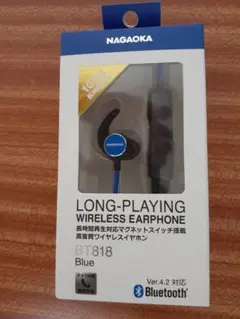 NAGAOKA
NAGAOKA
LONG-PLAYING
WIRELESS EARPHONE
長時間再生対応マグネットスイッチ搭載
高音質ワイヤレスイヤホン
BT818
Blue
Ver.4.2 対応
Bluetooth